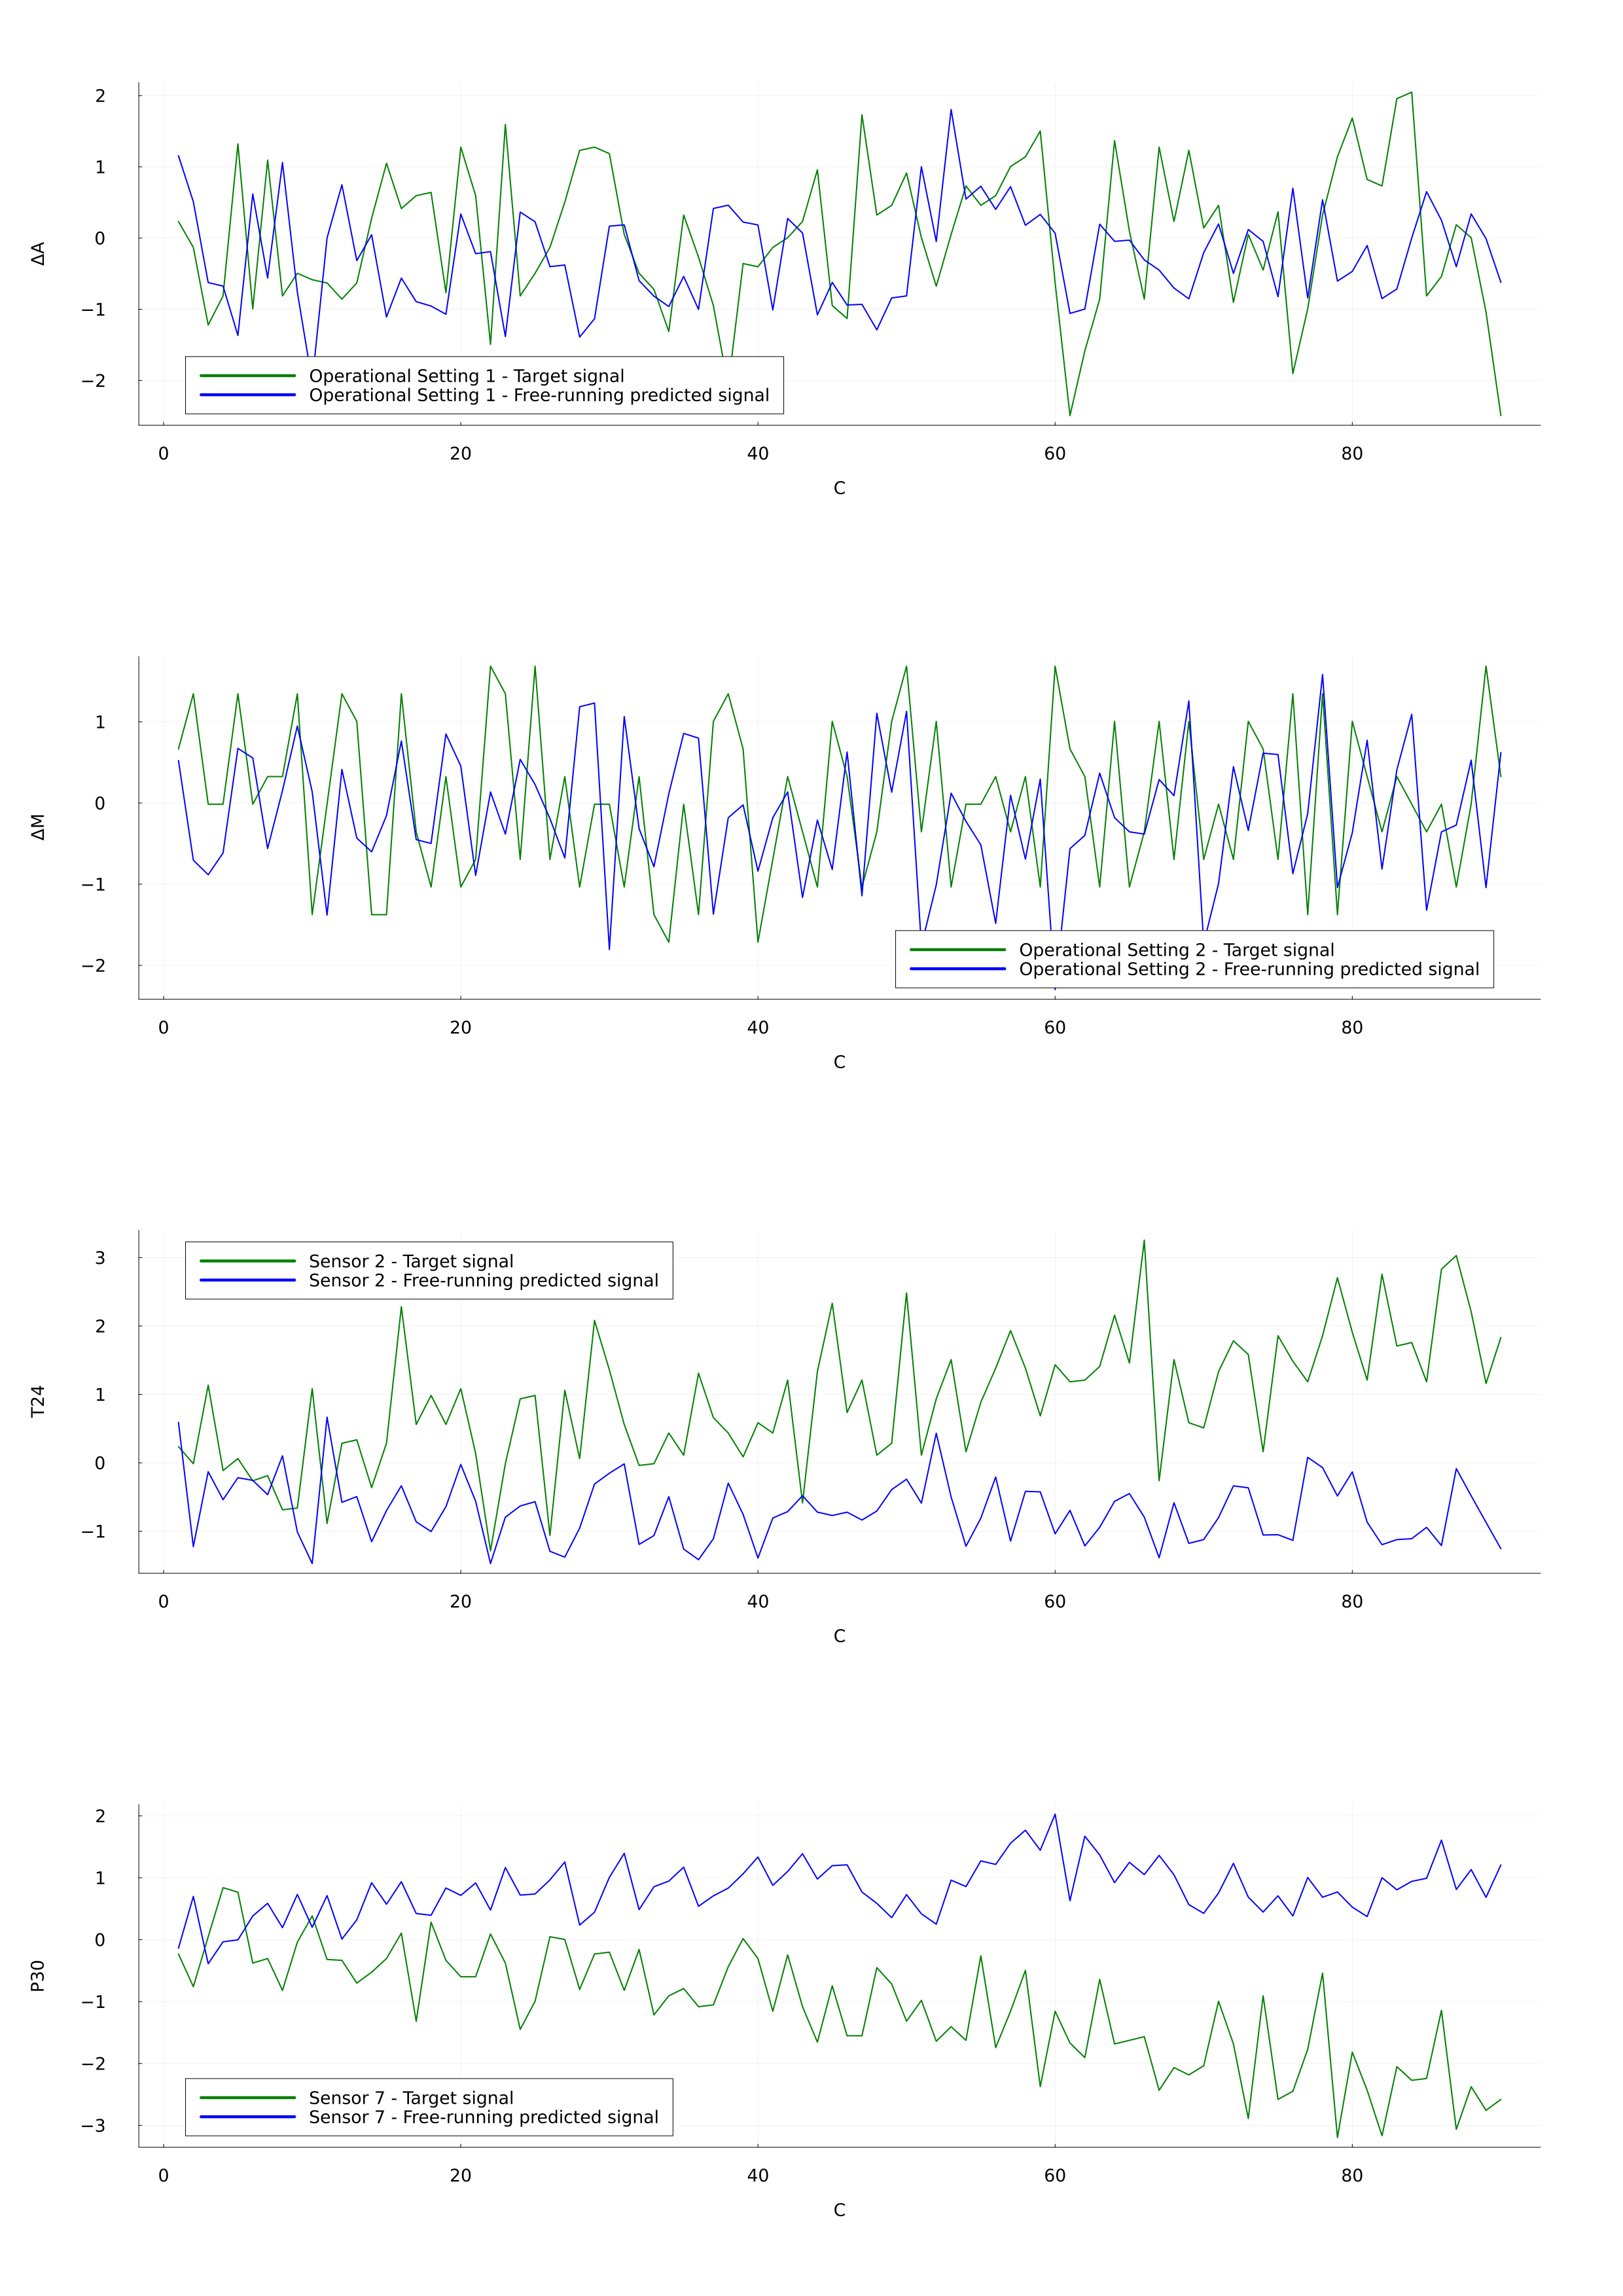 2
1
0
−1
−2
ΔA
Operational Setting 1 - Target signal
Operational Setting 1 - Free-running predicted signal
0 20 40 60 80
C
1
0
−1
−2
ΔM
Operational Setting 2 - Target signal
Operational Setting 2 - Free-running predicted signal
0 20 40 60 80
C
3
2
1
0
−1
T24
Sensor 2 - Target signal
Sensor 2 - Free-running predicted signal
0 20 40 60 80
C
2
1
0
−1
−2
−3
P30
Sensor 7 - Target signal
Sensor 7 - Free-running predicted signal
0 20 40 60 80
C